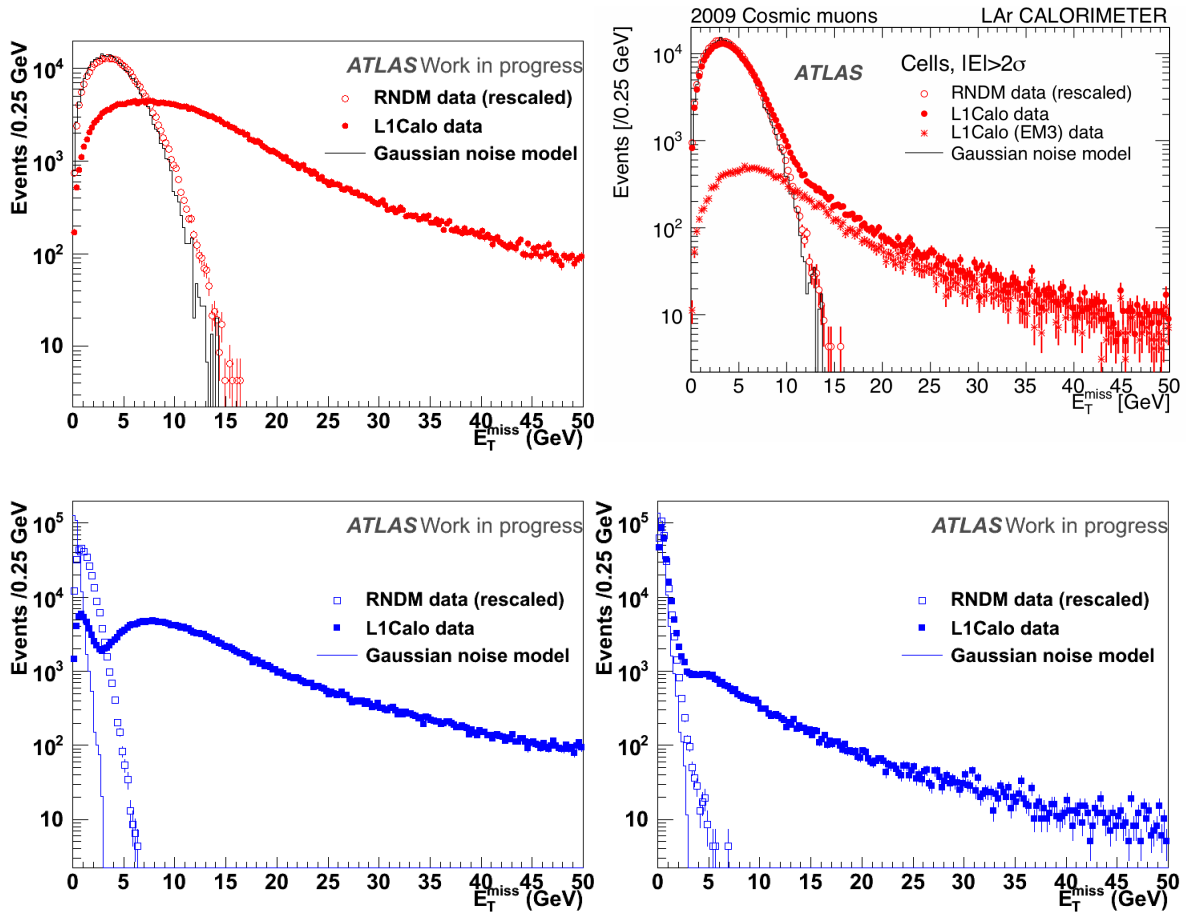 2009 Cosmic muons LAr CALORIMETER
Events /0.25 GeV
10⁴
10³
10²
10
ATLAS Work in progress
RNDM data (rescaled)
L1Calo data
Gaussian noise model
0 5 10 15 20 25 30 35 40 45 50
E_T^miss (GeV)
Events [/0.25 GeV]
10⁴
10³
10²
10
ATLAS
Cells, |E|>2σ
RNDM data (rescaled)
L1Calo data
L1Calo (EM3) data
Gaussian noise model
0 5 10 15 20 25 30 35 40 45 50
E_T^miss [GeV]
Events /0.25 GeV
10⁵
10⁴
10³
10²
10
ATLAS Work in progress
RNDM data (rescaled)
L1Calo data
Gaussian noise model
0 5 10 15 20 25 30 35 40 45 50
E_T^miss (GeV)
Events /0.25 GeV
10⁵
10⁴
10³
10²
10
ATLAS Work in progress
RNDM data (rescaled)
L1Calo data
Gaussian noise model
0 5 10 15 20 25 30 35 40 45 50
E_T^miss (GeV)